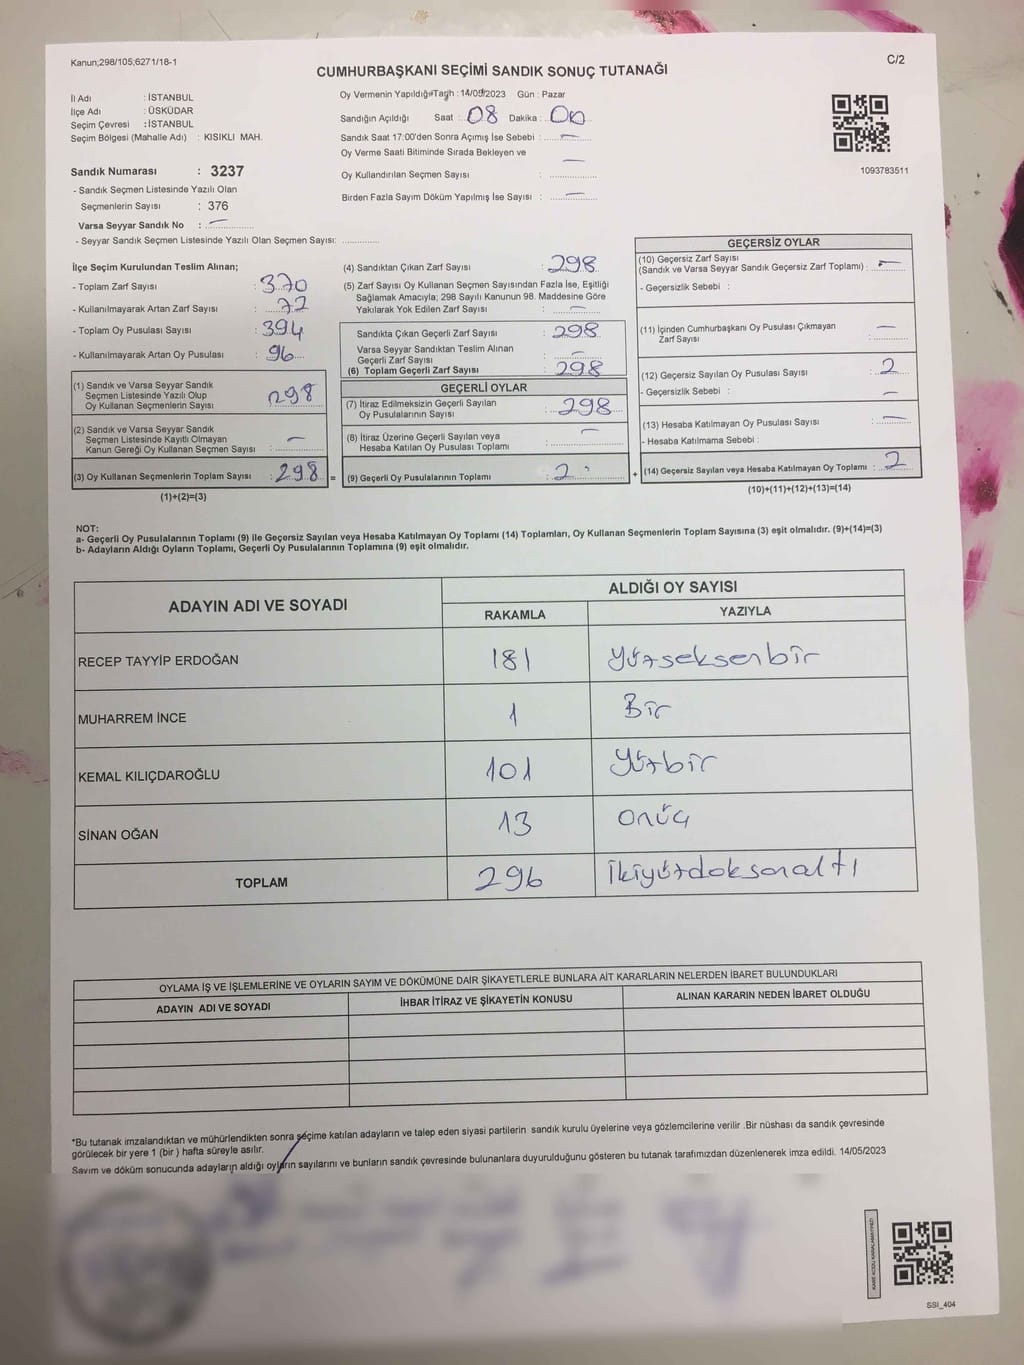 Kanun;298/105;6271/18-1
C/2
CUMHURBAŞKANI SEÇİMİ SANDIK SONUÇ TUTANAĞI
İl Adı : İSTANBUL
İlçe Adı : ÜSKÜDAR
Seçim Çevresi : İSTANBUL
Seçim Bölgesi (Mahalle Adı) : KISIKLI MAH.
Oy Vermenin Yapıldığı Tarih : 14/05/2023 Gün : Pazar
Sandığın Açıldığı Saat : 08 Dakika : 00
Sandık Saat 17:00'den Sonra Açımış İse Sebebi : —
Oy Verme Saati Bitiminde Sırada Bekleyen ve —
Oy Kullandırılan Seçmen Sayısı :
Birden Fazla Sayım Döküm Yapılmış İse Sayısı : —
1093783511
Sandık Numarası : 3237
- Sandık Seçmen Listesinde Yazılı Olan
Seçmenlerin Sayısı : 376
Varsa Seyyar Sandık No : —
- Seyyar Sandık Seçmen Listesinde Yazılı Olan Seçmen Sayısı:
İlçe Seçim Kurulundan Teslim Alınan;
- Toplam Zarf Sayısı : 370
- Kullanılmayarak Artan Zarf Sayısı : 72
- Toplam Oy Pusulası Sayısı : 394
- Kullanılmayarak Artan Oy Pusulası : 96
(1) Sandık ve Varsa Seyyar Sandık
Seçmen Listesinde Yazılı Olup
Oy Kullanan Seçmenlerin Sayısı : 298
(2) Sandık ve Varsa Seyyar Sandık
Seçmen Listesinde Kayıtlı Olmayan
Kanun Gereği Oy Kullanan Seçmen Sayısı : —
(3) Oy Kullanan Seçmenlerin Toplam Sayısı : 298 =
(1)+(2)=(3)
(4) Sandıktan Çıkan Zarf Sayısı : 298
(5) Zarf Sayısı Oy Kullanan Seçmen Sayısından Fazla İse, Eşitliği
Sağlamak Amacıyla; 298 Sayılı Kanunun 98. Maddesine Göre
Yakılarak Yok Edilen Zarf Sayısı : —
Sandıkta Çıkan Geçerli Zarf Sayısı : 298
Varsa Seyyar Sandıktan Teslim Alınan
Geçerli Zarf Sayısı : —
(6) Toplam Geçerli Zarf Sayısı : 298
GEÇERLİ OYLAR
(7) İtiraz Edilmeksizin Geçerli Sayılan
Oy Pusulalarının Sayısı : 298
(8) İtiraz Üzerine Geçerli Sayılan veya
Hesaba Katılan Oy Pusulası Toplamı : —
(9) Geçerli Oy Pusulalarının Toplamı : 2 +
GEÇERSİZ OYLAR
(10) Geçersiz Zarf Sayısı
(Sandık ve Varsa Seyyar Sandık Geçersiz Zarf Toplamı) : —
- Geçersizlik Sebebi :
(11) İçinden Cumhurbaşkanı Oy Pusulası Çıkmayan
Zarf Sayısı : —
(12) Geçersiz Sayılan Oy Pusulası Sayısı : 2
- Geçersizlik Sebebi : —
(13) Hesaba Katılmayan Oy Pusulası Sayısı : —
- Hesaba Katılmama Sebebi :
(14) Geçersiz Sayılan veya Hesaba Katılmayan Oy Toplamı : 2
(10)+(11)+(12)+(13)=(14)
NOT:
a- Geçerli Oy Pusulalarının Toplamı (9) ile Geçersiz Sayılan veya Hesaba Katılmayan Oy Toplamı (14) Toplamları, Oy Kullanan Seçmenlerin Toplam Sayısına (3) eşit olmalıdır. (9)+(14)=(3)
b- Adayların Aldığı Oyların Toplamı, Geçerli Oy Pusulalarının Toplamına (9) eşit olmalıdır.
ADAYIN ADI VE SOYADI
ALDIĞI OY SAYISI
RAKAMLA YAZIYLA
RECEP TAYYİP ERDOĞAN 181 Yüzseksenbir
MUHARREM İNCE 1 Bir
KEMAL KILIÇDAROĞLU 101 Yüzbir
SİNAN OĞAN 13 onüç
TOPLAM 296 İkiyüzdoksanaltı
OYLAMA İŞ VE İŞLEMLERİNE VE OYLARIN SAYIM VE DÖKÜMÜNE DAİR ŞİKAYETLERLE BUNLARA AİT KARARLARIN NELERDEN İBARET BULUNDUKLARI
ADAYIN ADI VE SOYADI İHBAR İTİRAZ VE ŞİKAYETİN KONUSU ALINAN KARARIN NEDEN İBARET OLDUĞU
*Bu tutanak imzalandıktan ve mühürlendikten sonra seçime katılan adayların ve talep eden siyasi partilerin sandık kurulu üyelerine veya gözlemcilerine verilir .Bir nüshası da sandık çevresinde
görülecek bir yere 1 (bir ) hafta süreyle asılır.
Sayım ve döküm sonucunda adayların aldığı oyların sayılarını ve bunların sandık çevresinde bulunanlara duyurulduğunu gösteren bu tutanak tarafımızdan düzenlenerek imza edildi. 14/05/2023
KARE KODU KARALAMAYINIZ!
SSI_404